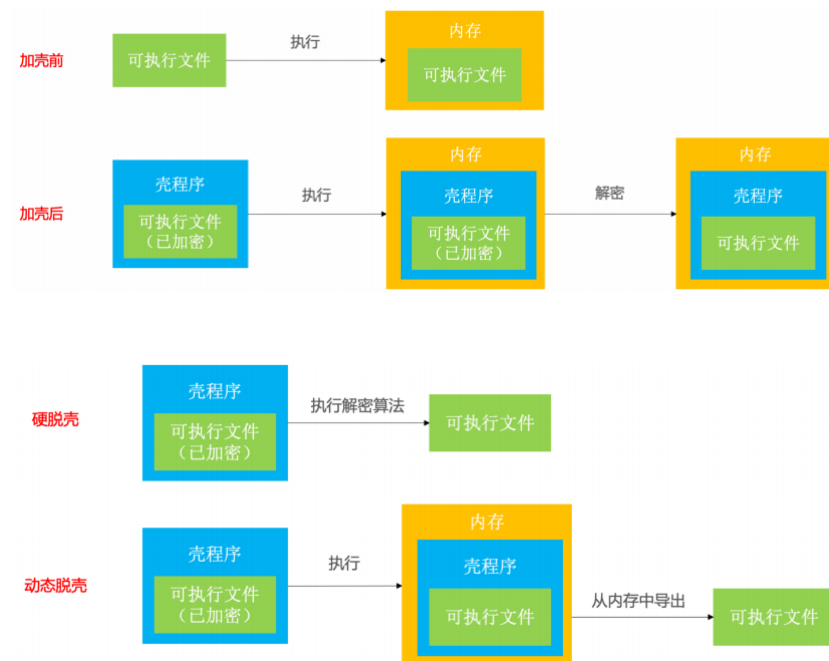 加壳前
可执行文件
执行
内存
可执行文件
加壳后
壳程序
可执行文件
（已加密）
执行
内存
壳程序
可执行文件
（已加密）
解密
内存
壳程序
可执行文件
硬脱壳
壳程序
可执行文件
（已加密）
执行解密算法
可执行文件
动态脱壳
壳程序
可执行文件
（已加密）
执行
内存
壳程序
可执行文件
从内存中导出
可执行文件